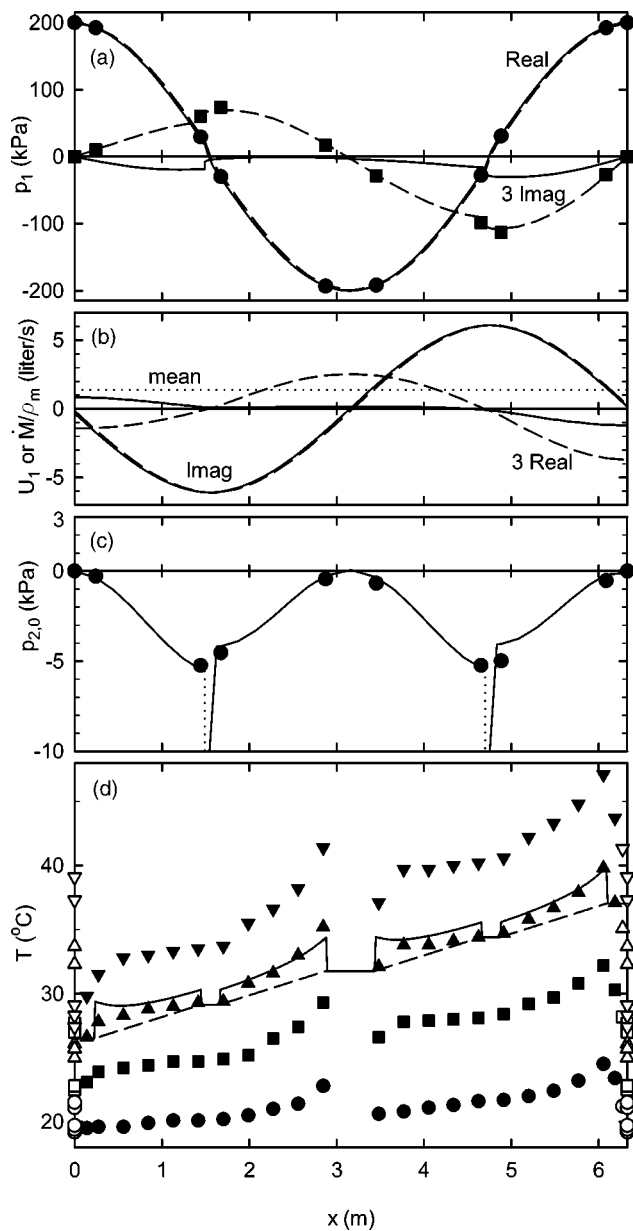 200
(a)
Real
100
p1 (kPa)
0
3 Imag
-100
-200
(b)
5
mean
U1 or Ṁ/ρm (liter/s)
0
-5
Imag
3 Real
3
(c)
0
p2,0 (kPa)
-5
-10
(d)
40
T (°C)
30
20
0 1 2 3 4 5 6
x (m)